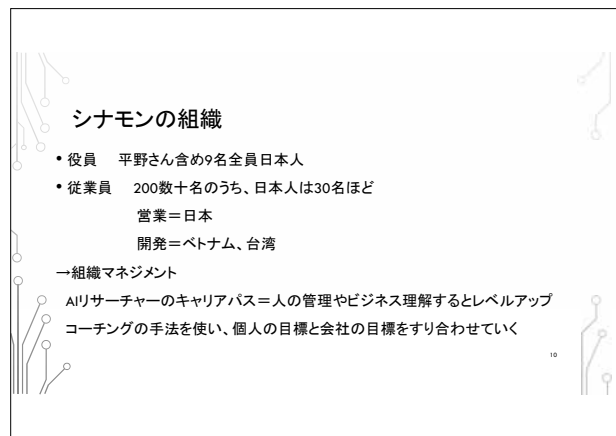 シナモンの組織
• 役員　平野さん含め9名全員日本人
• 従業員　200数十名のうち、日本人は30名ほど
営業＝日本
開発＝ベトナム、台湾
→組織マネジメント
AIリサーチャーのキャリアパス＝人の管理やビジネス理解するとレベルアップ
コーチングの手法を使い、個人の目標と会社の目標をすり合わせていく
10